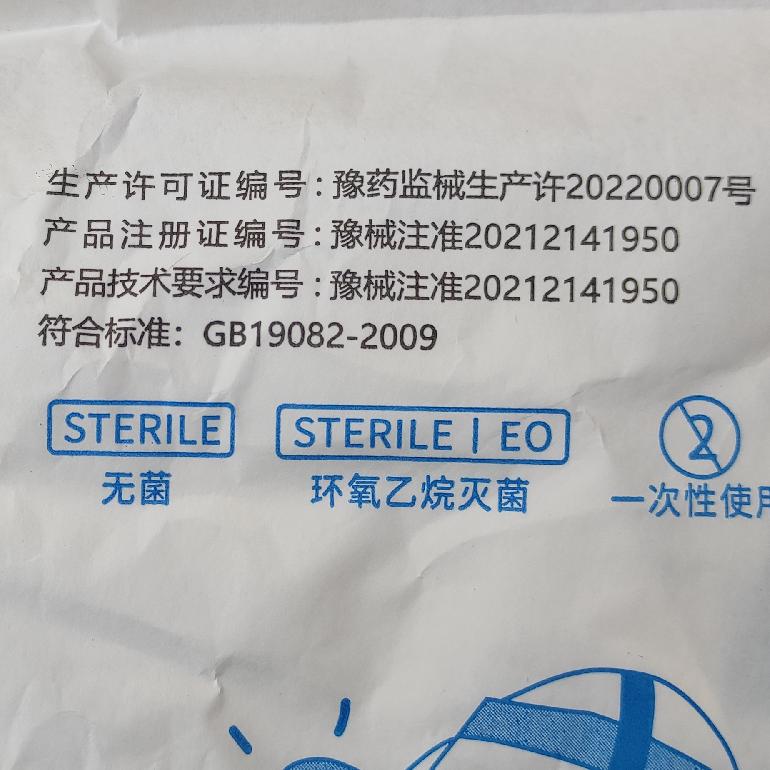 生产许可证编号:豫药监械生产许20220007号
产品注册证编号:豫械注准20212141950
产品技术要求编号:豫械注准20212141950
符合标准：GB19082-2009
STERILE
STERILE | EO
2
无菌
环氧乙烷灭菌
一次性使用